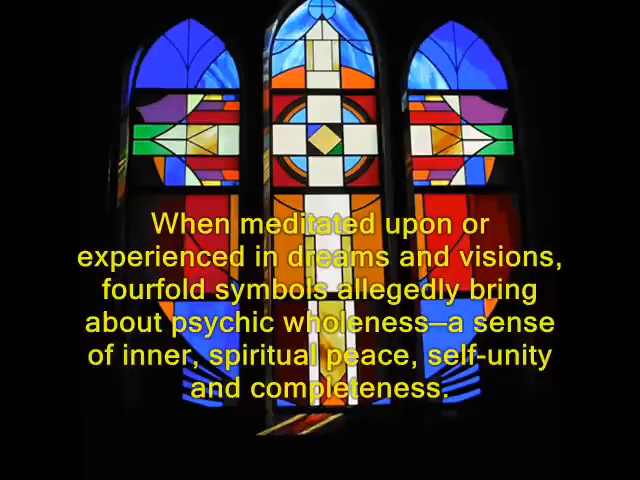 When meditated upon or
experienced in dreams and visions,
fourfold symbols allegedly bring
about psychic wholeness—a sense
of inner, spiritual peace, self-unity
and completeness.